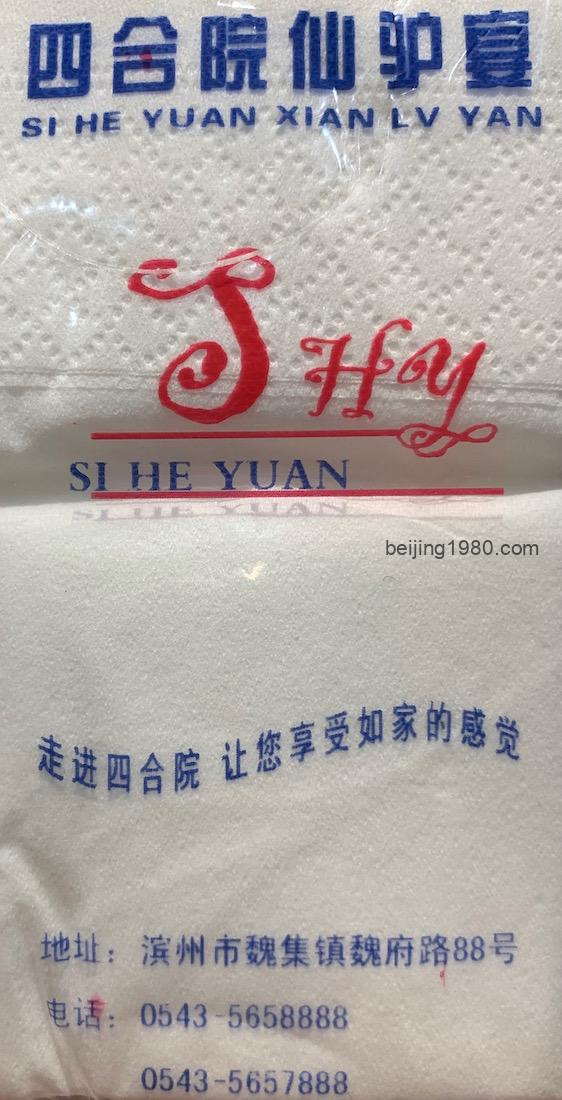 四合院仙驴宴
SI HE YUAN XIAN LV YAN
SHY
SI HE YUAN
beijing1980.com
走进四合院 让您享受如家的感觉
地址：滨州市魏集镇魏府路88号
电话：0543-5658888
0543-5657888